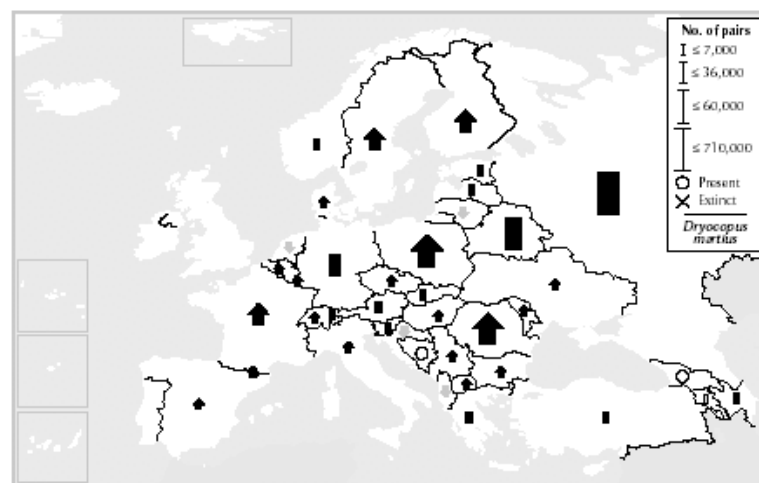 No. of pairs
≤ 7,000
≤ 36,000
≤ 60,000
≤ 710,000
Present
Extinct
Dryocopus
martius